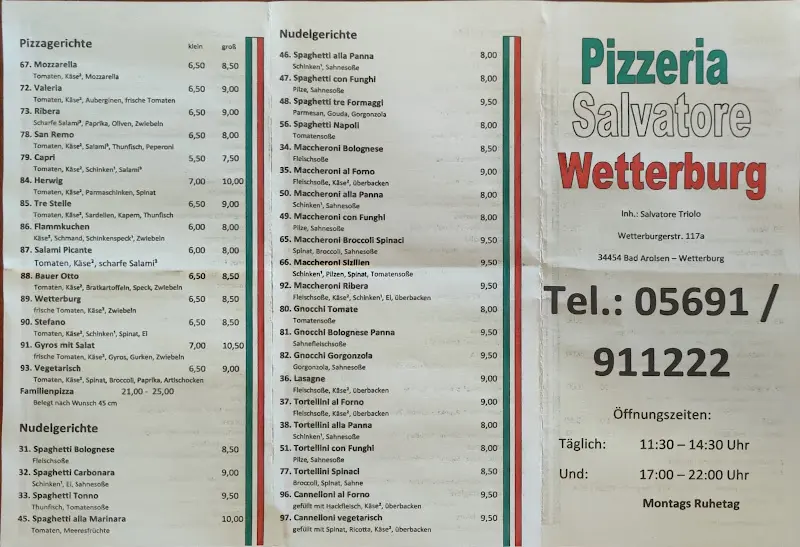 Pizzagerichte klein groß
67. Mozzarella 6,50 8,50
Tomaten, Käse², Mozzarella
72. Valeria 6,50 9,00
Tomaten, Käse², Auberginen, frische Tomaten
73. Ribera 6,50 9,00
Scharfe Salami³, Paprika, Oliven, Zwiebeln
78. San Remo 6,50 8,00
Tomaten, Käse², Salami³, Thunfisch, Peperoni
79. Capri 5,50 7,50
Tomaten, Käse², Schinken¹, Salami³
84. Herwig 7,00 10,00
Tomaten, Käse², Parmaschinken, Spinat
85. Tre Stelle 6,50 9,00
Tomaten, Käse², Sardellen, Kapern, Thunfisch
86. Flammkuchen 6,00 8,00
Käse², Schmand, Schinkenspeck¹, Zwiebeln
87. Salami Picante 6,00 8,00
Tomaten, Käse², scharfe Salami³
88. Bauer Otto 6,50 8,50
Tomaten, Käse², Bratkartoffeln, Speck, Zwiebeln
89. Wetterburg 6,50 8,50
frische Tomaten, Käse², Zwiebeln
90. Stefano 6,50 8,50
Tomaten, Käse², Schinken¹, Spinat, Ei
91. Gyros mit Salat 7,00 10,50
frische Tomaten, Käse², Gyros, Gurken, Zwiebeln
93. Vegetarisch 6,50 9,00
Tomaten, Käse², Spinat, Broccoli, Paprika, Artischocken
Familienpizza 21,00 - 25,00
Belegt nach Wunsch 45 cm
Nudelgerichte
31. Spaghetti Bolognese 8,50
Fleischsoße
32. Spaghetti Carbonara 9,00
Schinken¹, Ei, Sahnesoße
33. Spaghetti Tonno 9,50
Thunfisch, Tomatensoße
45. Spaghetti alla Marinara 10,00
Tomaten, Meeresfrüchte
Nudelgerichte
46. Spaghetti alla Panna 8,00
Schinken¹, Sahnesoße
47. Spaghetti con Funghi 8,00
Pilze, Sahnesoße
48. Spaghetti tre Formaggi 9,50
Parmesan, Gouda, Gorgonzola
56. Spaghetti Napoli 8,00
Tomatensoße
34. Maccheroni Bolognese 8,50
Fleischsoße
35. Maccheroni al Forno 9,00
Fleischsoße, Käse², überbacken
50. Maccheroni alla Panna 8,00
Schinken¹, Sahnesoße
49. Maccheroni con Funghi 8,00
Pilze, Sahnesoße
65. Maccheroni Broccoli Spinaci 9,50
Spinat, Broccoli, Sahnesoße
66. Maccheroni Sizilien 9,50
Schinken¹, Pilzen, Spinat, Tomatensoße
92. Maccheroni Ribera 9,00
Fleischsoße, Käse², Schinken¹, Ei, überbacken
80. Gnocchi Tomate 8,00
Tomatensoße
81. Gnocchi Bolognese Panna 9,50
Sahnefleischsoße
82. Gnocchi Gorgonzola 9,50
Gorgonzola, Sahnesoße
36. Lasagne 9,00
Fleischsoße, Käse², überbacken
37. Tortellini al Forno 9,00
Fleischsoße, Käse², überbacken
38. Tortellini alla Panna 8,00
Schinken¹, Sahnesoße
51. Tortellini con Funghi 8,00
Pilze, Sahnesoße
77. Tortellini Spinaci 8,50
Broccoli, Spinat, Sahne
96. Cannelloni al Forno 9,50
gefüllt mit Hackfleisch, Käse², überbacken
97. Cannelloni vegetarisch 9,50
gefüllt mit Spinat, Ricotta, Käse², überbacken
Pizzeria
Salvatore
Wetterburg
Inh.: Salvatore Triolo
Wetterburgerstr. 117a
34454 Bad Arolsen – Wetterburg
Tel.: 05691 /
911222
Öffnungszeiten:
Täglich: 11:30 – 14:30 Uhr
Und: 17:00 – 22:00 Uhr
Montags Ruhetag